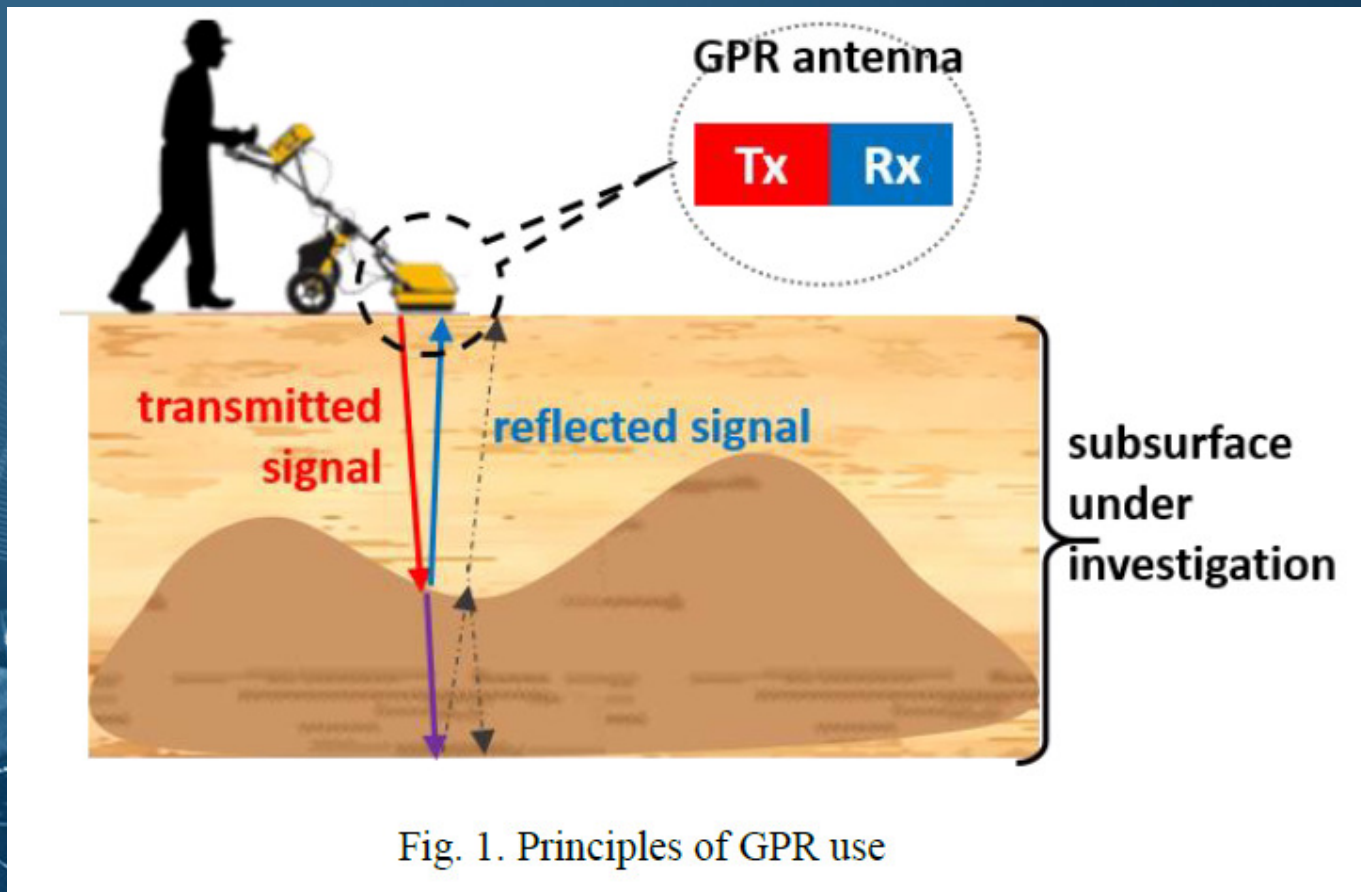 GPR antenna
Tx Rx
transmitted
signal
reflected signal
subsurface
under
investigation
Fig. 1. Principles of GPR use